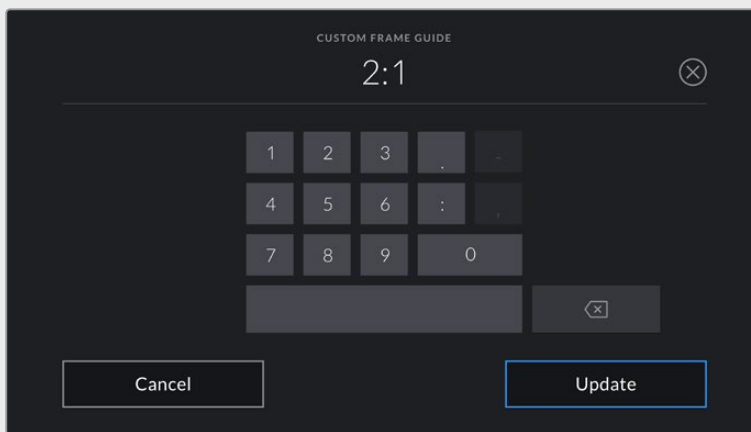 CUSTOM FRAME GUIDE
2:1
1 2 3 . -
4 5 6 : ,
7 8 9 0
Cancel Update